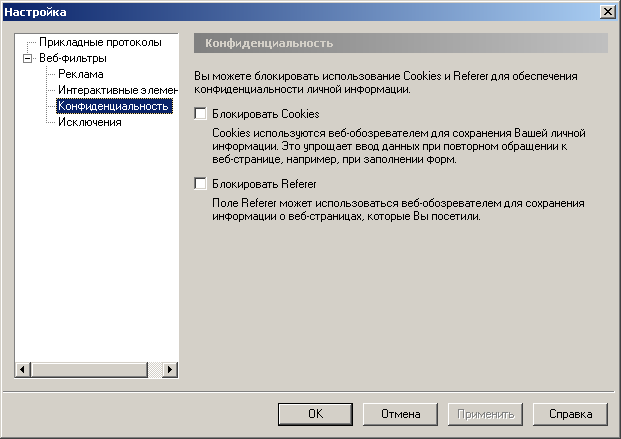 Настройка
Прикладные протоколы
Веб-фильтры
Реклама
Интерактивные элемен
Конфиденциальность
Исключения
Конфиденциальность
Вы можете блокировать использование Cookies и Referer для обеспечения
конфиденциальности личной информации.
Блокировать Cookies
Cookies используются веб-обозревателем для сохранения Вашей личной
информации. Это упрощает ввод данных при повторном обращении к
веб-странице, например, при заполнении форм.
Блокировать Referer
Поле Referer может использоваться веб-обозревателем для сохранения
информации о веб-страницах, которые Вы посетили.
OK
Отмена
Применить
Справка